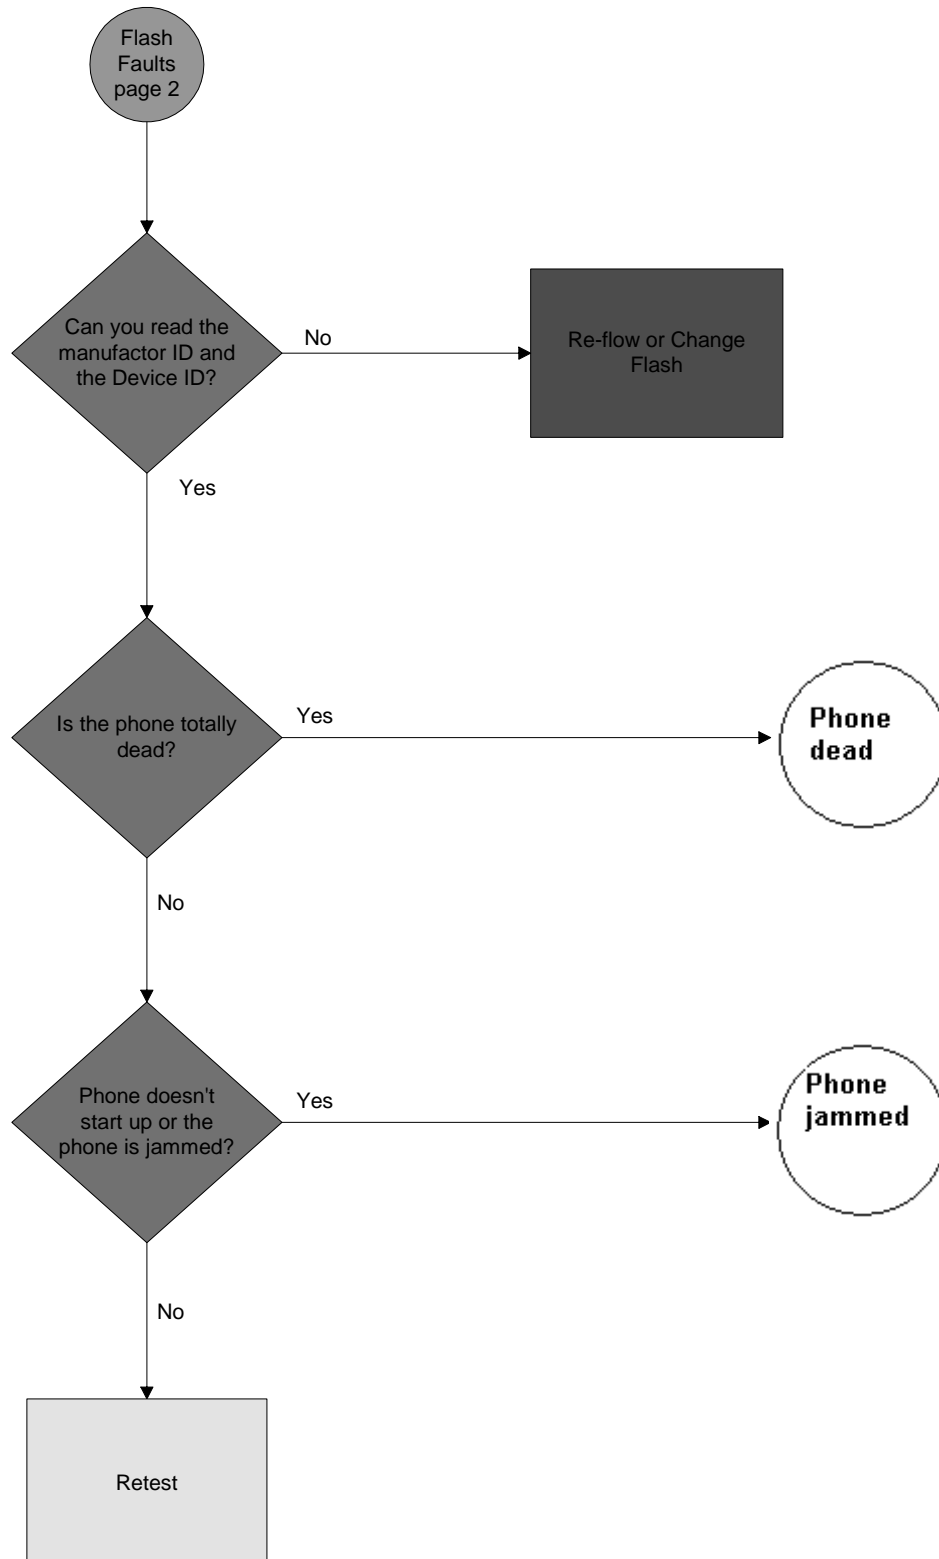 Flash
Faults
page 2
Can you read the
manufactor ID and
the Device ID?
No
Re-flow or Change
Flash
Yes
Is the phone totally
dead?
Yes
Phone
dead
No
Phone doesn't
start up or the
phone is jammed?
Yes
Phone
jammed
No
Retest